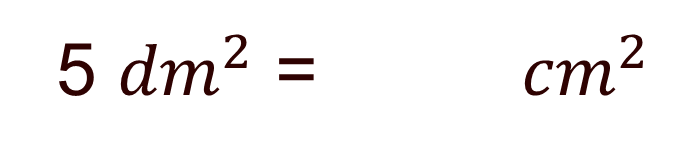 5 dm² = cm²